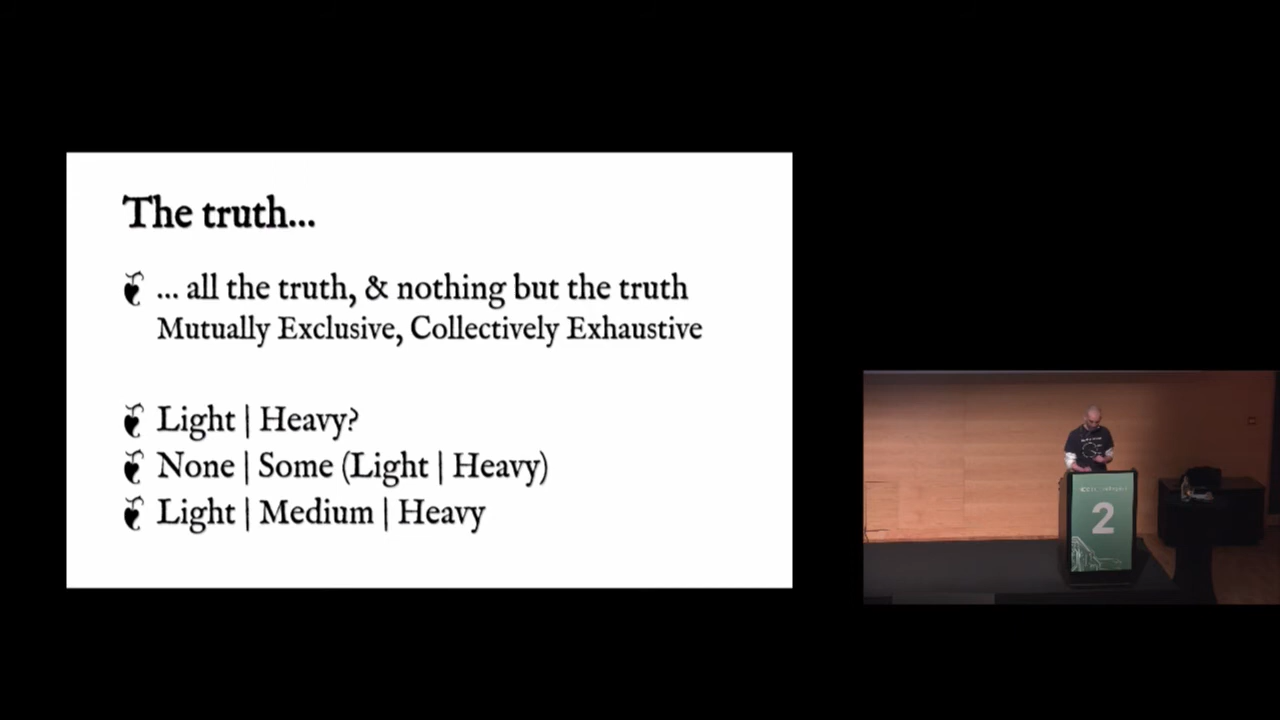 The truth...
... all the truth, & nothing but the truth
Mutually Exclusive, Collectively Exhaustive
Light | Heavy?
None | Some (Light | Heavy)
Light | Medium | Heavy
2